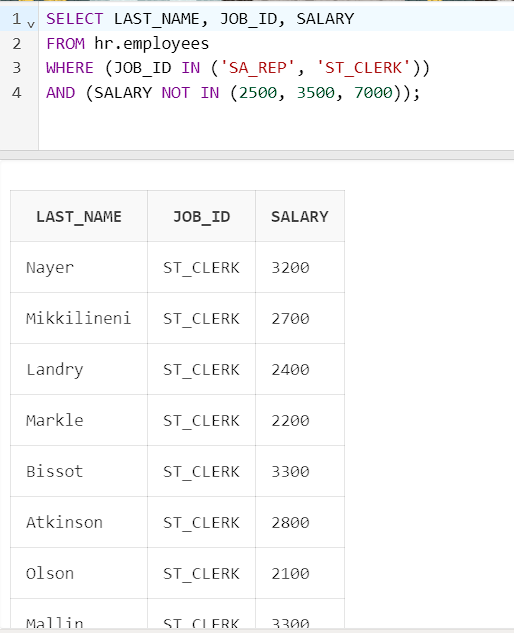 1 SELECT LAST_NAME, JOB_ID, SALARY
2 FROM hr.employees
3 WHERE (JOB_ID IN ('SA_REP', 'ST_CLERK'))
4 AND (SALARY NOT IN (2500, 3500, 7000));
LAST_NAME JOB_ID SALARY
Nayer ST_CLERK 3200
Mikkilineni ST_CLERK 2700
Landry ST_CLERK 2400
Markle ST_CLERK 2200
Bissot ST_CLERK 3300
Atkinson ST_CLERK 2800
Olson ST_CLERK 2100
Mallin ST_CLERK 3300